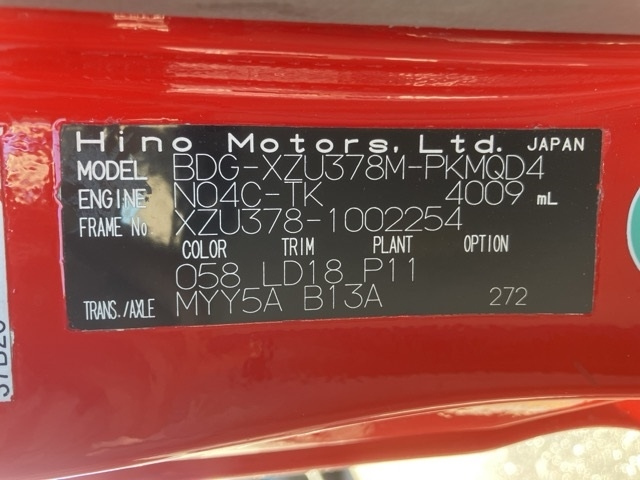 Hino Motors, Ltd. JAPAN
MODEL BDG-XZU378M-PKMQD4
ENGINE N04C-TK 4009 mL
FRAME No. XZU378-1002254
COLOR TRIM PLANT OPTION
058 LD18 P11
TRANS./AXLE MYY5A B13A 272